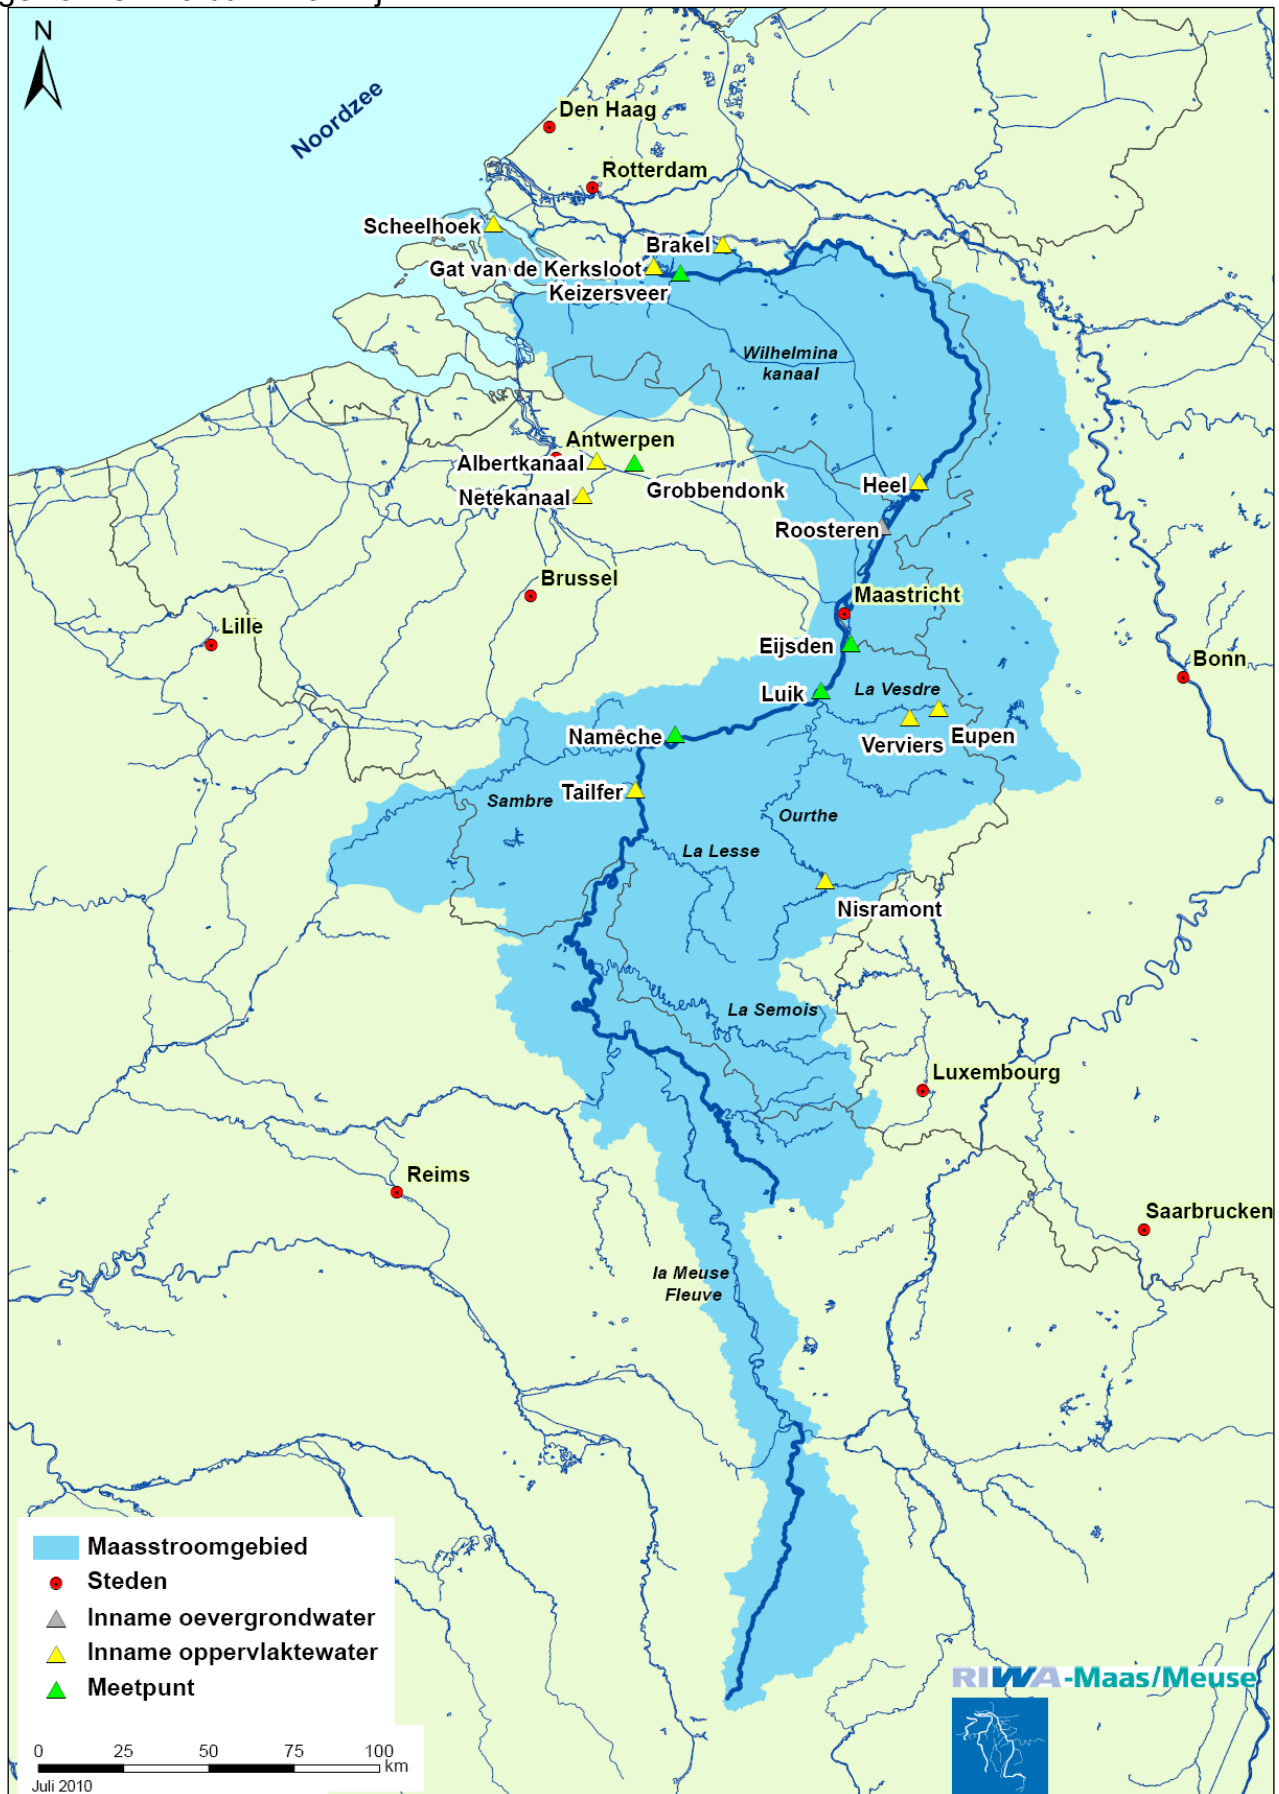 N
Noordzee
Den Haag
Rotterdam
Scheelhoek
Brakel
Gat van de Kerksloot
Keizersveer
Wilhelmina
kanaal
Antwerpen
Albertkanaal
Grobbendonk
Netekanaal
Heel
Roosteren
Brussel
Maastricht
Lille
Eijsden
Bonn
Luik
La Vesdre
Namêche
Verviers
Eupen
Sambre
Tailfer
Ourthe
La Lesse
Nisramont
La Semois
Luxembourg
Reims
Saarbrucken
la Meuse
Fleuve
Maasstroomgebied
Steden
Inname oevergrondwater
Inname oppervlaktewater
Meetpunt
RIWA-Maas/Meuse
0 25 50 75 100
km
Juli 2010